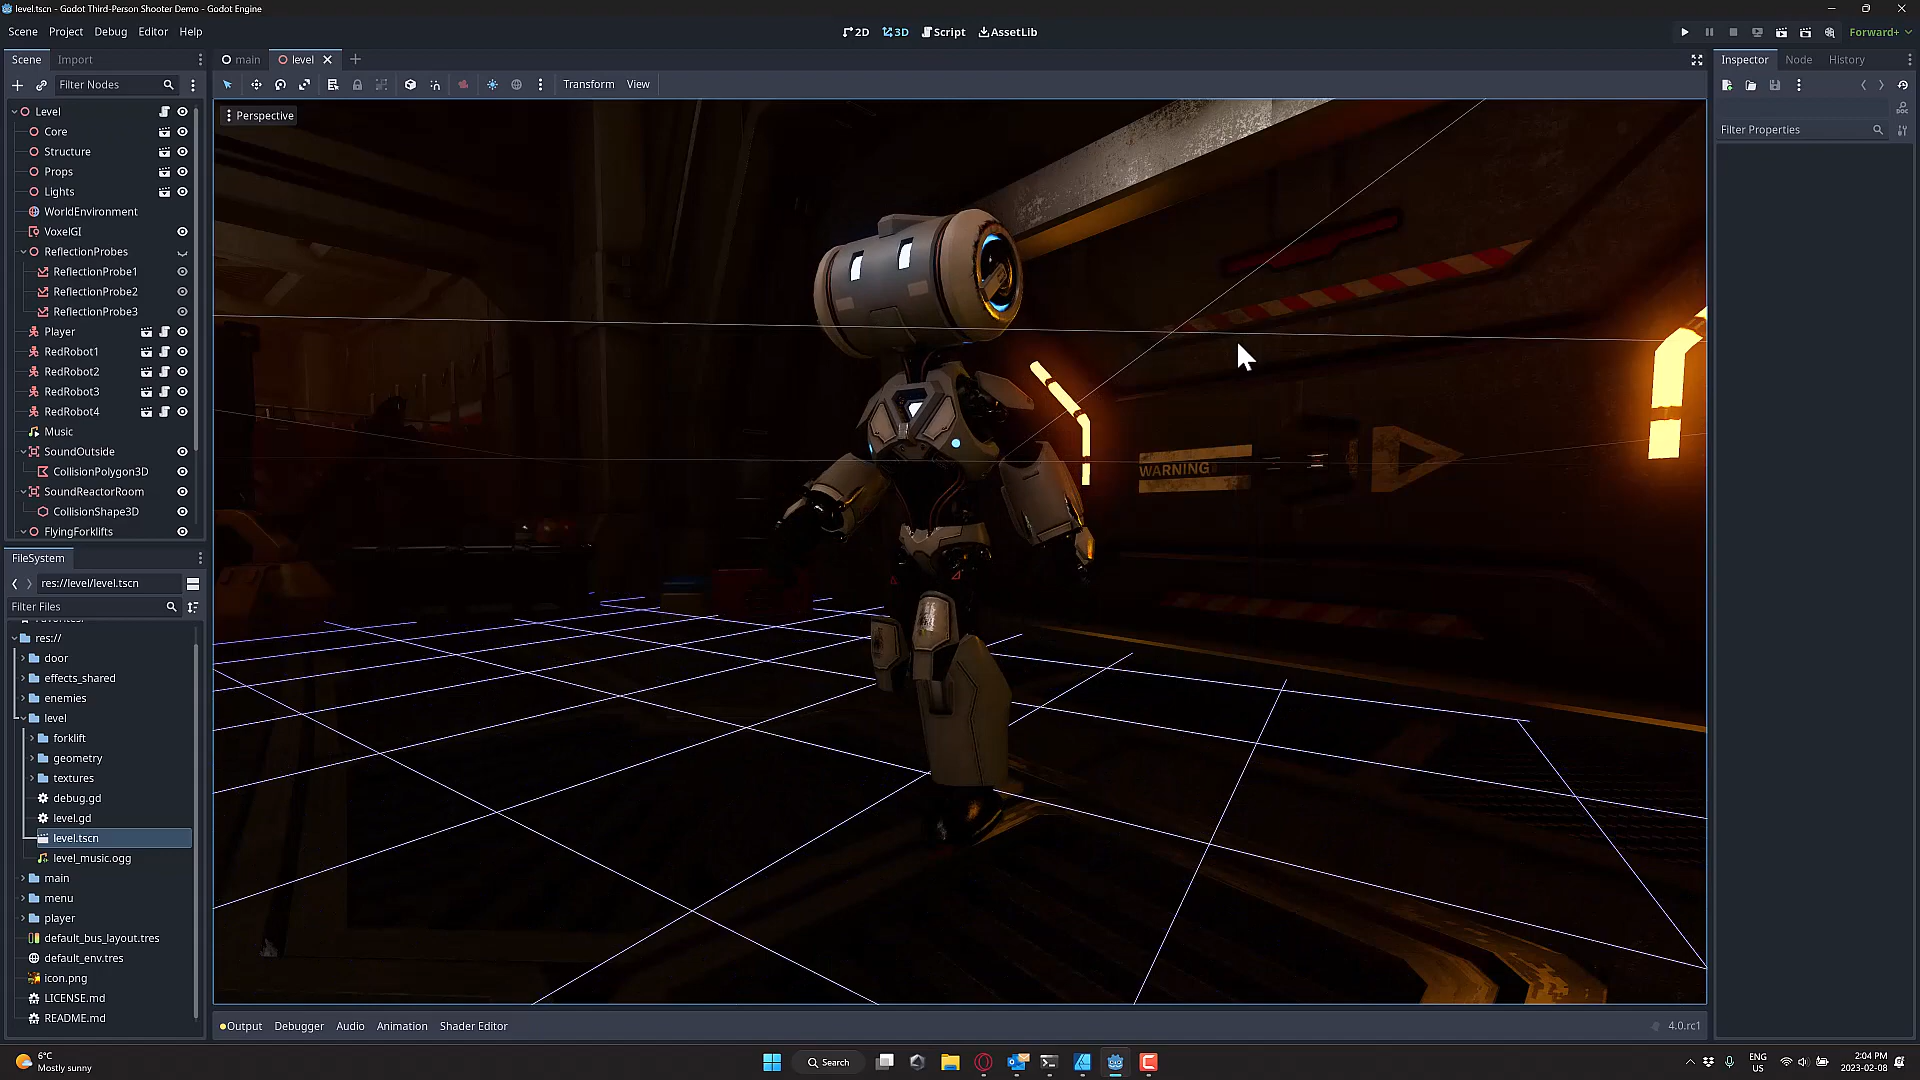 level.tscn - Godot Third-Person Shooter Demo - Godot Engine
Scene Project Debug Editor Help
2D 3D Script AssetLib
Forward+
Scene Import
main level
Inspector Node History
Filter Nodes
Transform View
Perspective
Filter Properties
Level
Core
Structure
Props
Lights
WorldEnvironment
VoxelGI
ReflectionProbes
ReflectionProbe1
ReflectionProbe2
ReflectionProbe3
Player
RedRobot1
RedRobot2
RedRobot3
RedRobot4
Music
SoundOutside
CollisionPolygon3D
SoundReactorRoom
CollisionShape3D
FlyingForklifts
WARNING
FileSystem
res://level/level.tscn
Filter Files
res://
door
effects_shared
enemies
level
forklift
geometry
textures
debug.gd
level.gd
level.tscn
level_music.ogg
main
menu
player
default_bus_layout.tres
default_env.tres
icon.png
LICENSE.md
README.md
Output Debugger Audio Animation Shader Editor
4.0.rc1
6°C
Mostly sunny
Search
ENG
US
2:04 PM
2023-02-08